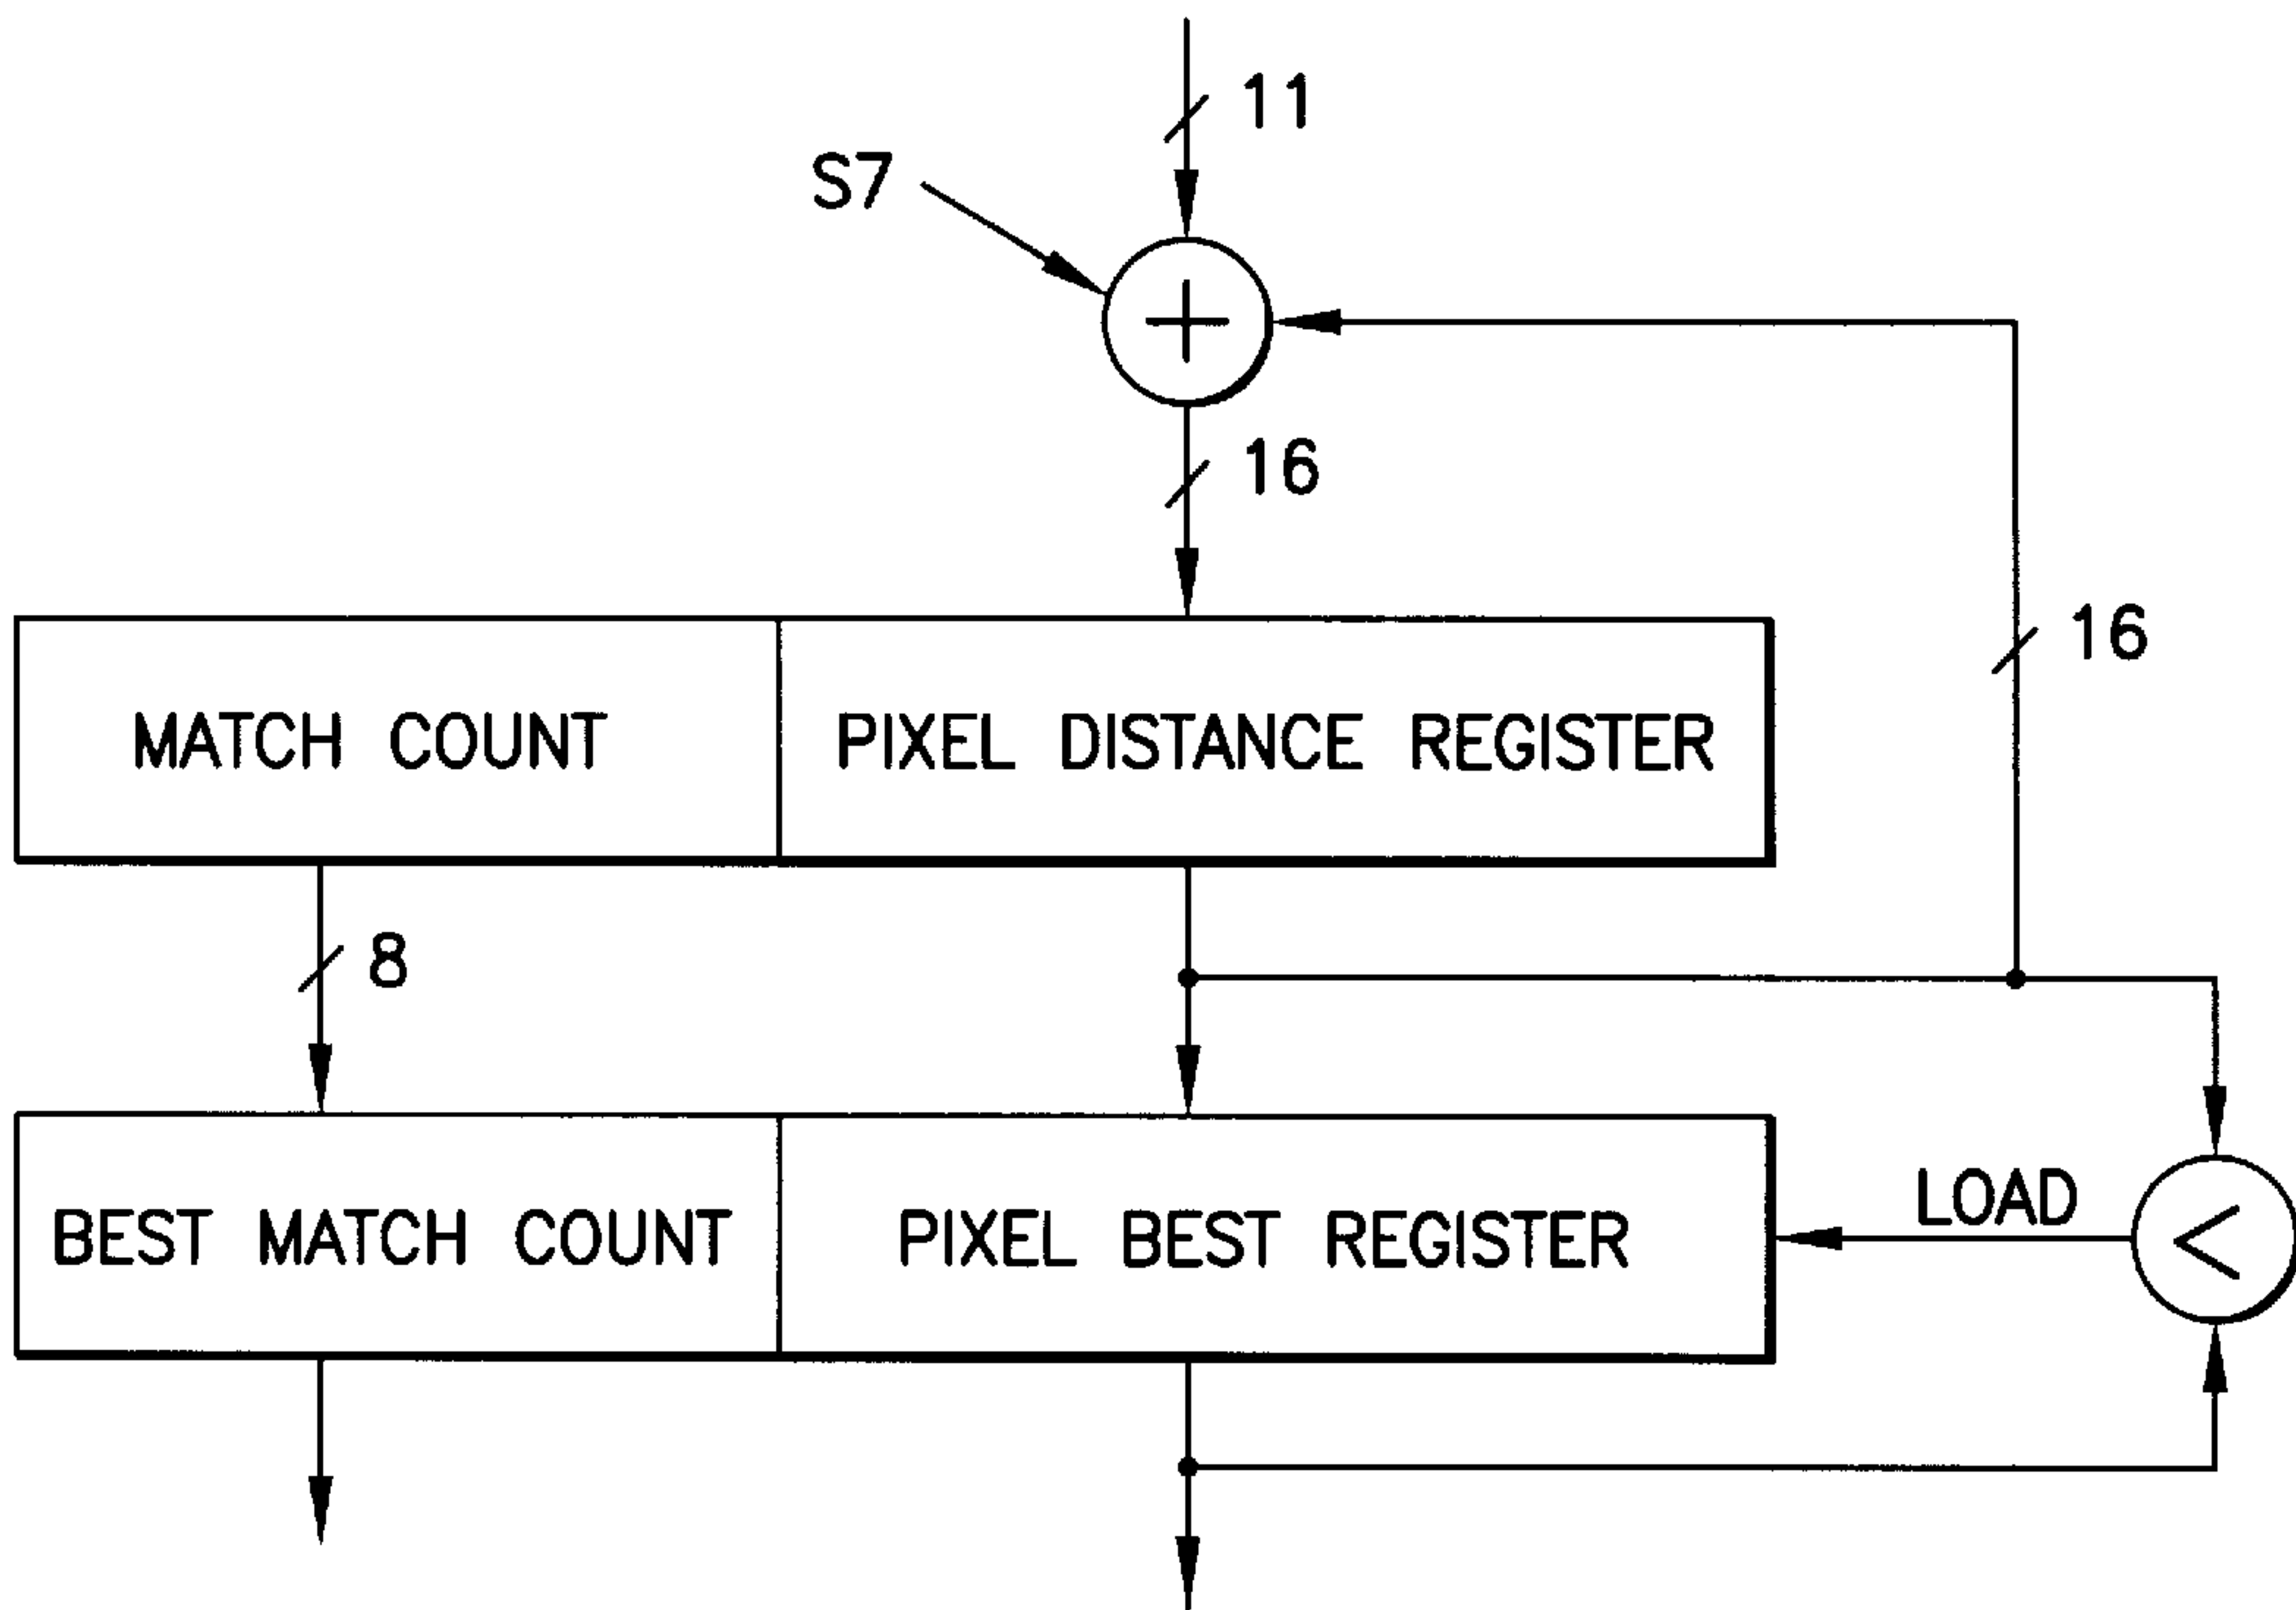 11
S7
+
16
16
MATCH COUNT
PIXEL DISTANCE REGISTER
8
BEST MATCH COUNT
PIXEL BEST REGISTER
LOAD
<